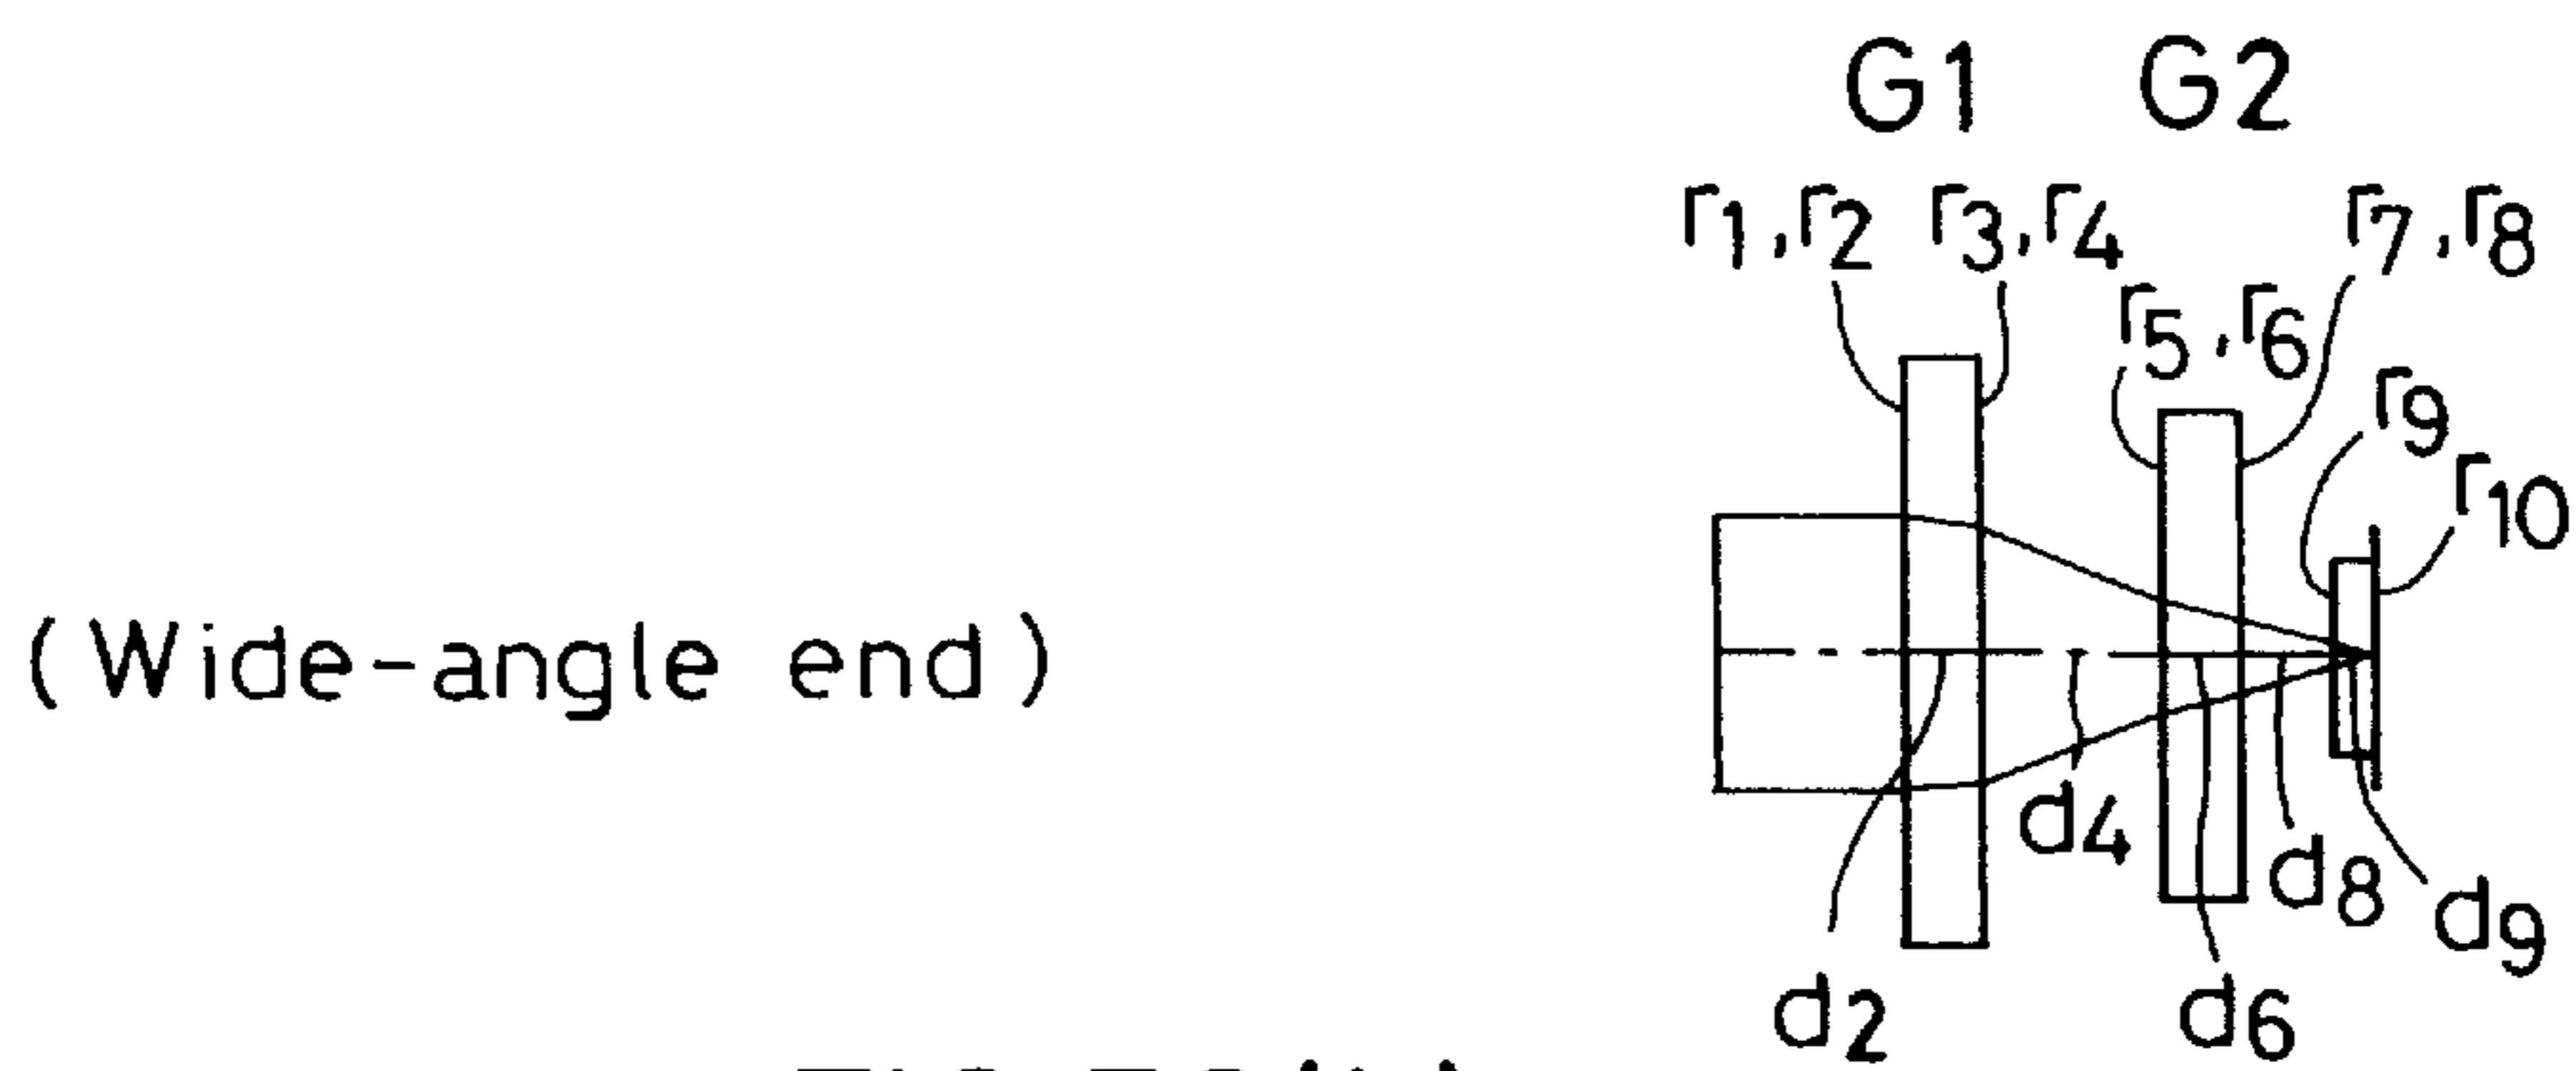 G1 G2
r1,r2 r3,r4 r7,r8
r5,r6
r9
r10
(Wide-angle end)
d4
d8
d9
d2 d6